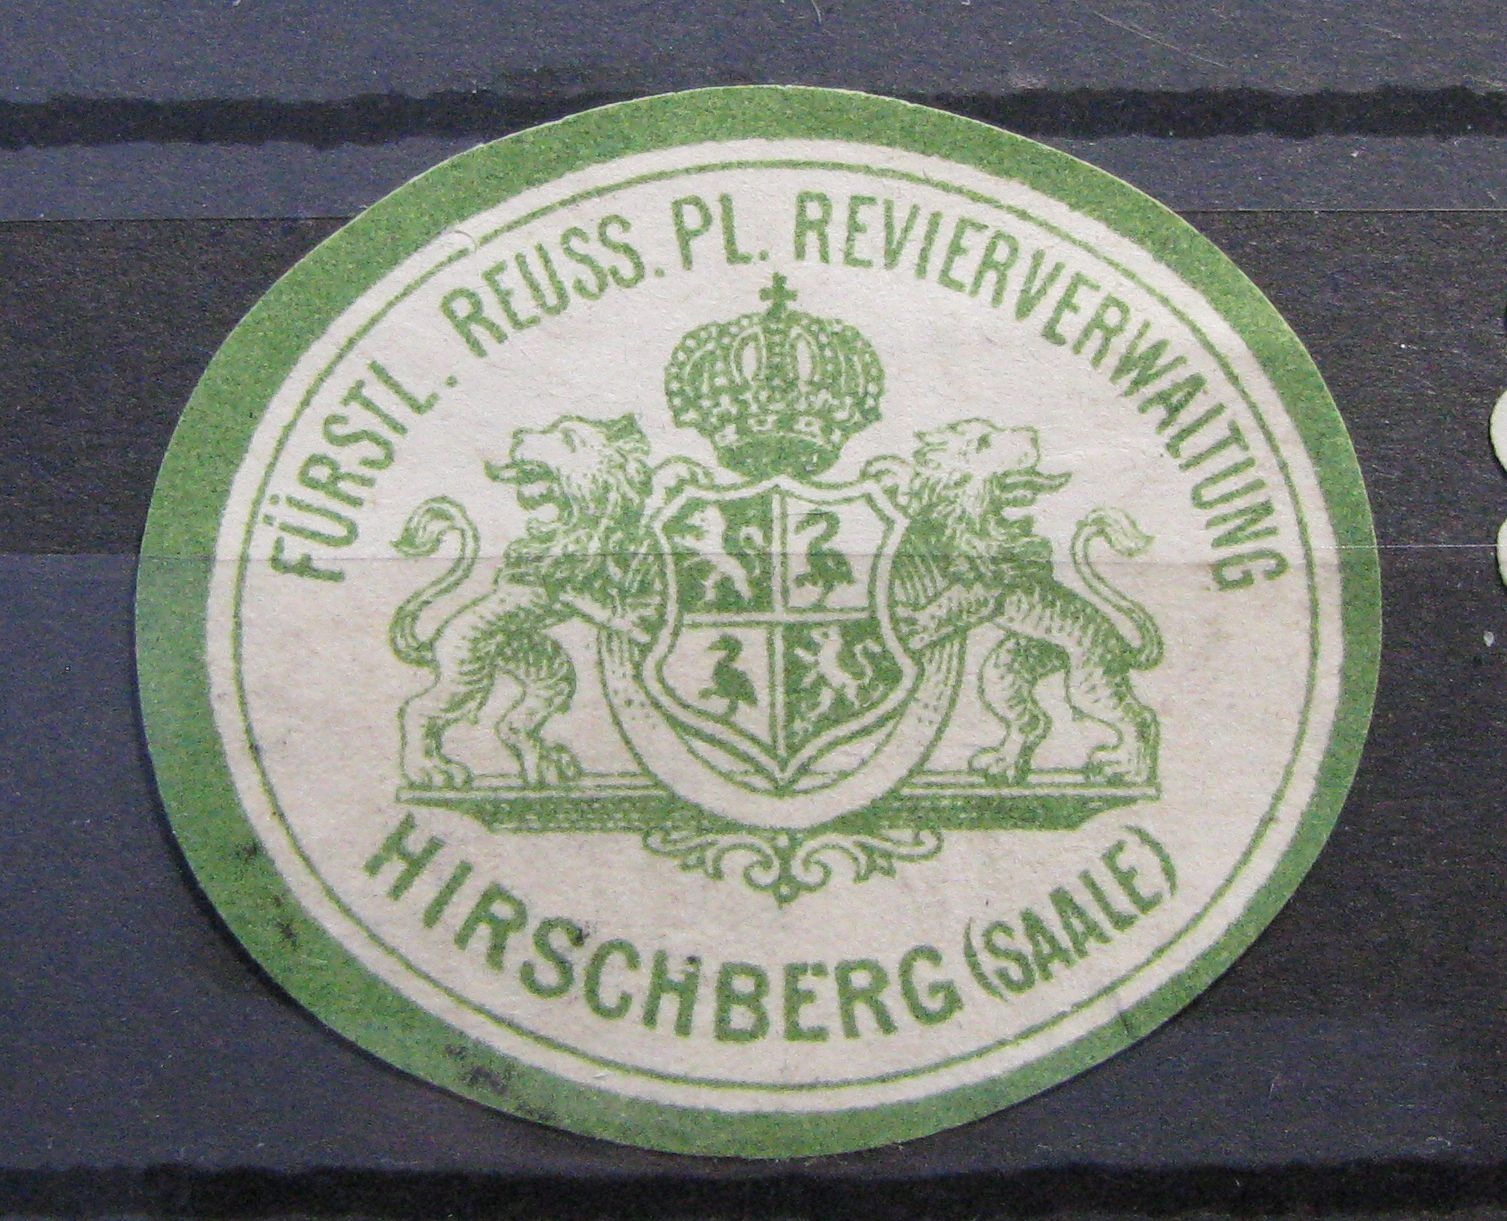 FÜRSTL. REUSS. PL. REVIERVERWALTUNG
HIRSCHBERG (SAALE)